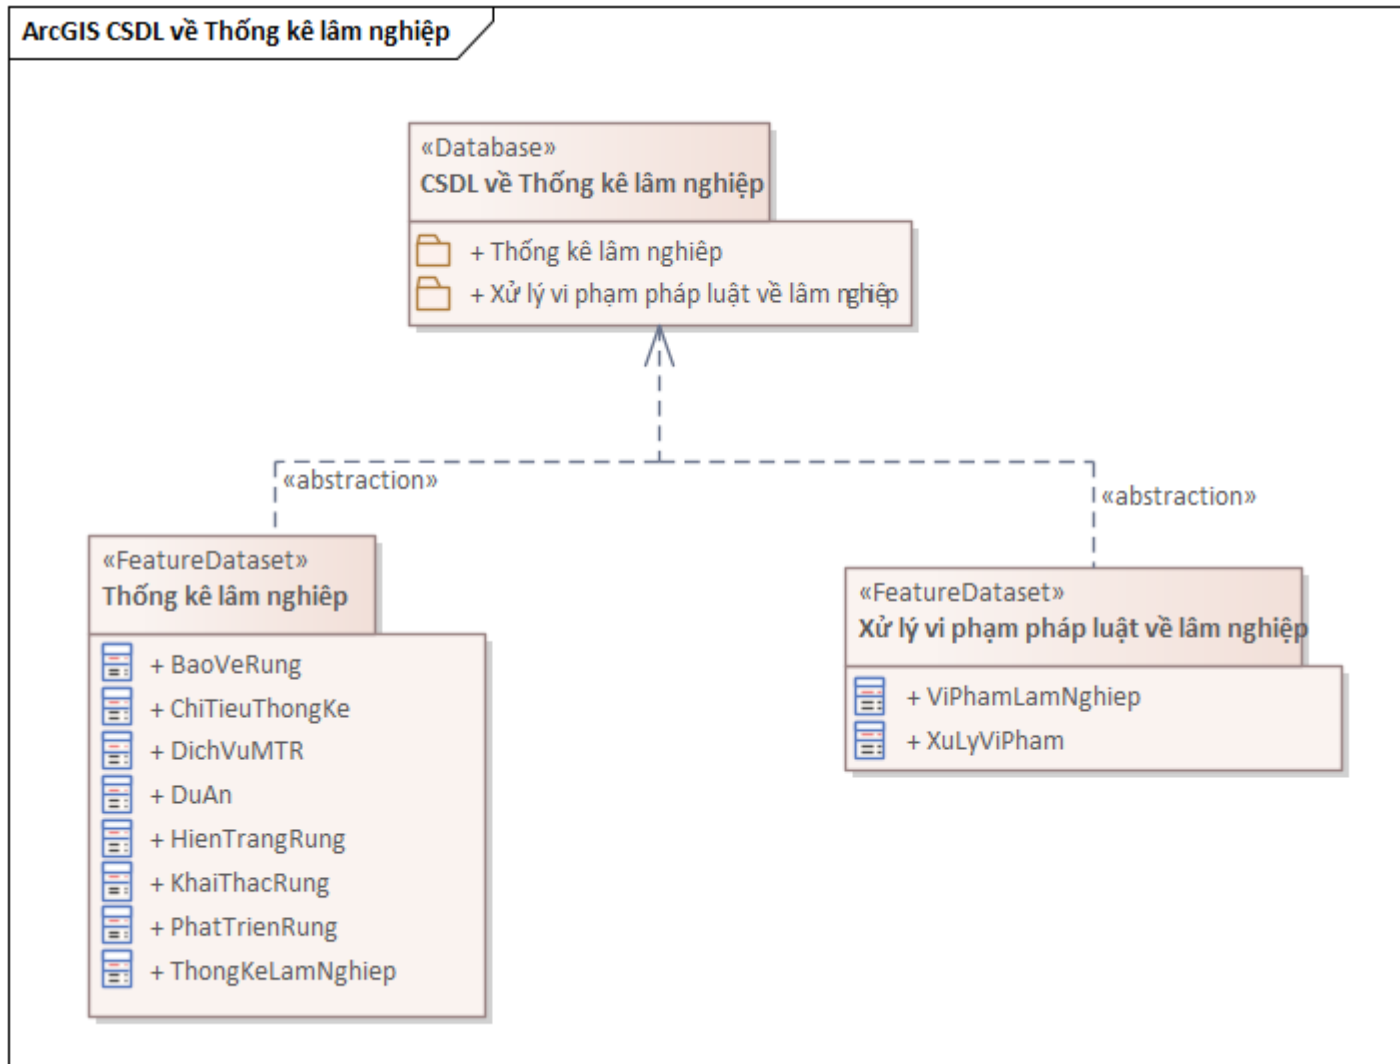 ArcGIS CSDL về Thống kê lâm nghiệp
«Database»
CSDL về Thống kê lâm nghiệp
+ Thống kê lâm nghiêp
+ Xử lý vi phạm pháp luật về lâm nghiệp
«abstraction»
«abstraction»
«FeatureDataset»
Thống kê lâm nghiêp
+ BaoVeRung
+ ChiTieuThongKe
+ DichVuMTR
+ DuAn
+ HienTrangRung
+ KhaiThacRung
+ PhatTrienRung
+ ThongKeLamNghiep
«FeatureDataset»
Xử lý vi phạm pháp luật về lâm nghiệp
+ ViPhamLamNghiep
+ XuLyViPham